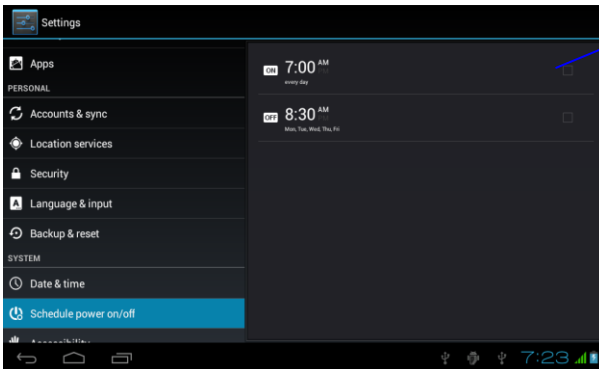 Settings
Apps
PERSONAL
Accounts & sync
Location services
Security
A Language & input
Backup & reset
SYSTEM
Date & time
Schedule power on/off
Accessibility
ON 7:00 AM
every day
OFF 8:30 AM
Mon, Tue, Wed, Thu, Fri
7:23